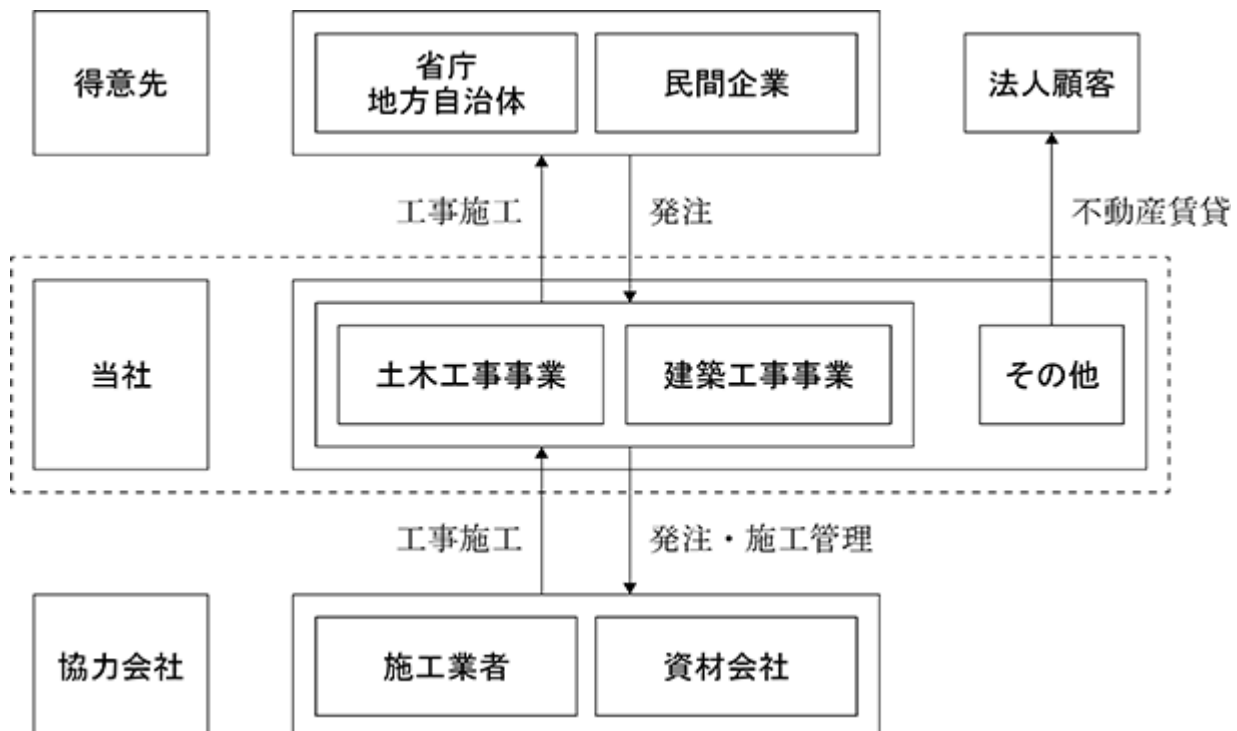 得意先
省庁
地方自治体
民間企業
法人顧客
工事施工
発注
不動産賃貸
当社
土木工事事業
建築工事事業
その他
工事施工
発注・施工管理
協力会社
施工業者
資材会社